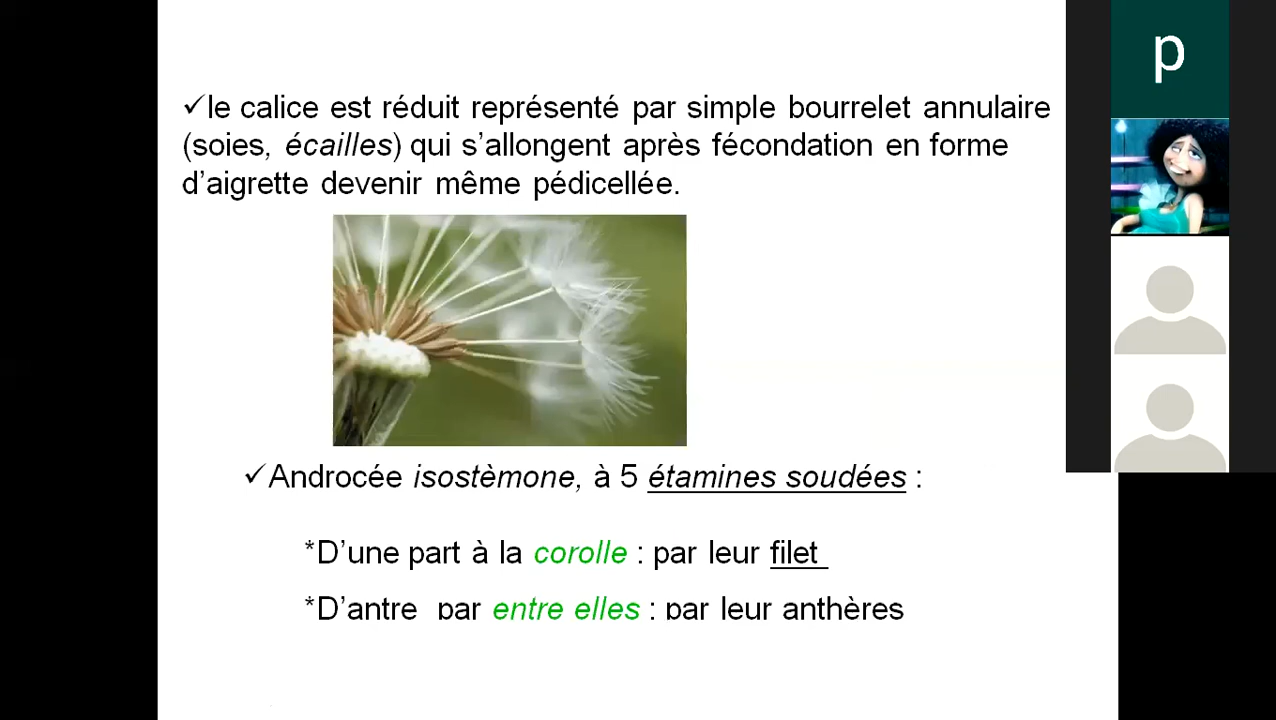 ✓le calice est réduit représenté par simple bourrelet annulaire
(soies, écailles) qui s’allongent après fécondation en forme
d’aigrette devenir même pédicellée.
✓Androcée isostèmone, à 5 étamines soudées :
*D’une part à la corolle : par leur filet
*D’antre par entre elles : par leur anthères
p